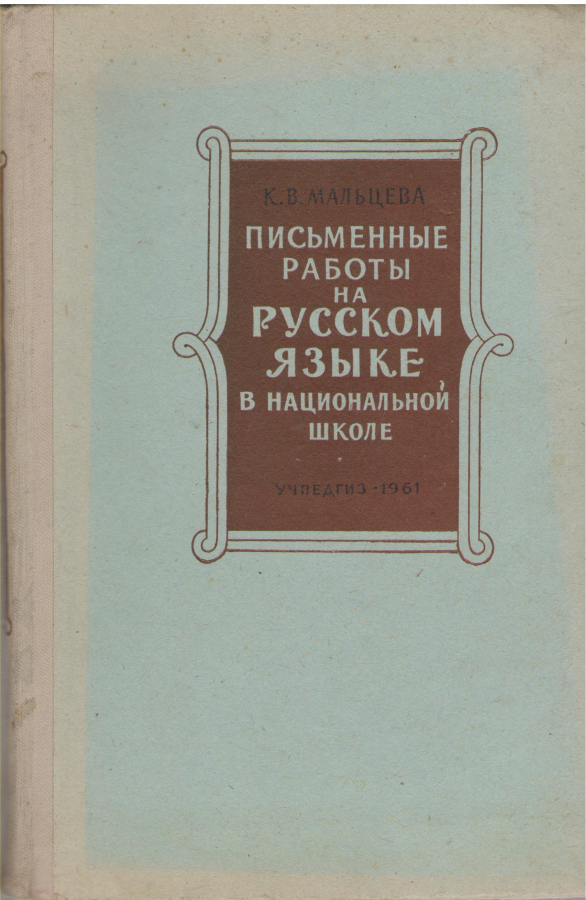 К. В. МАЛЬЦЕВА
ПИСЬМЕННЫЕ
РАБОТЫ
НА
РУССКОМ
ЯЗЫКЕ
В НАЦИОНАЛЬНОЙ
ШКОЛЕ
УЧПЕДГИЗ · 1961